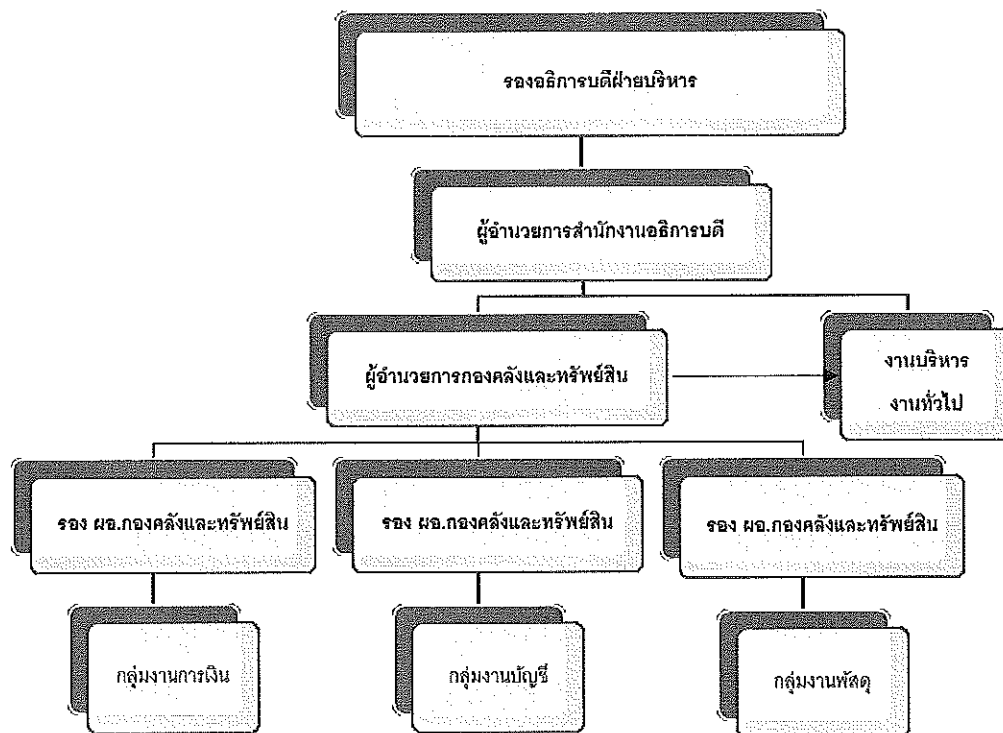 รองอธิการบดีฝ่ายบริหาร
ผู้อำนวยการสำนักงานอธิการบดี
ผู้อำนวยการกองคลังและทรัพย์สิน
งานบริหาร
งานทั่วไป
รอง ผอ.กองคลังและทรัพย์สิน
รอง ผอ.กองคลังและทรัพย์สิน
รอง ผอ.กองคลังและทรัพย์สิน
กลุ่มงานการเงิน
กลุ่มงานบัญชี
กลุ่มงานพัสดุ